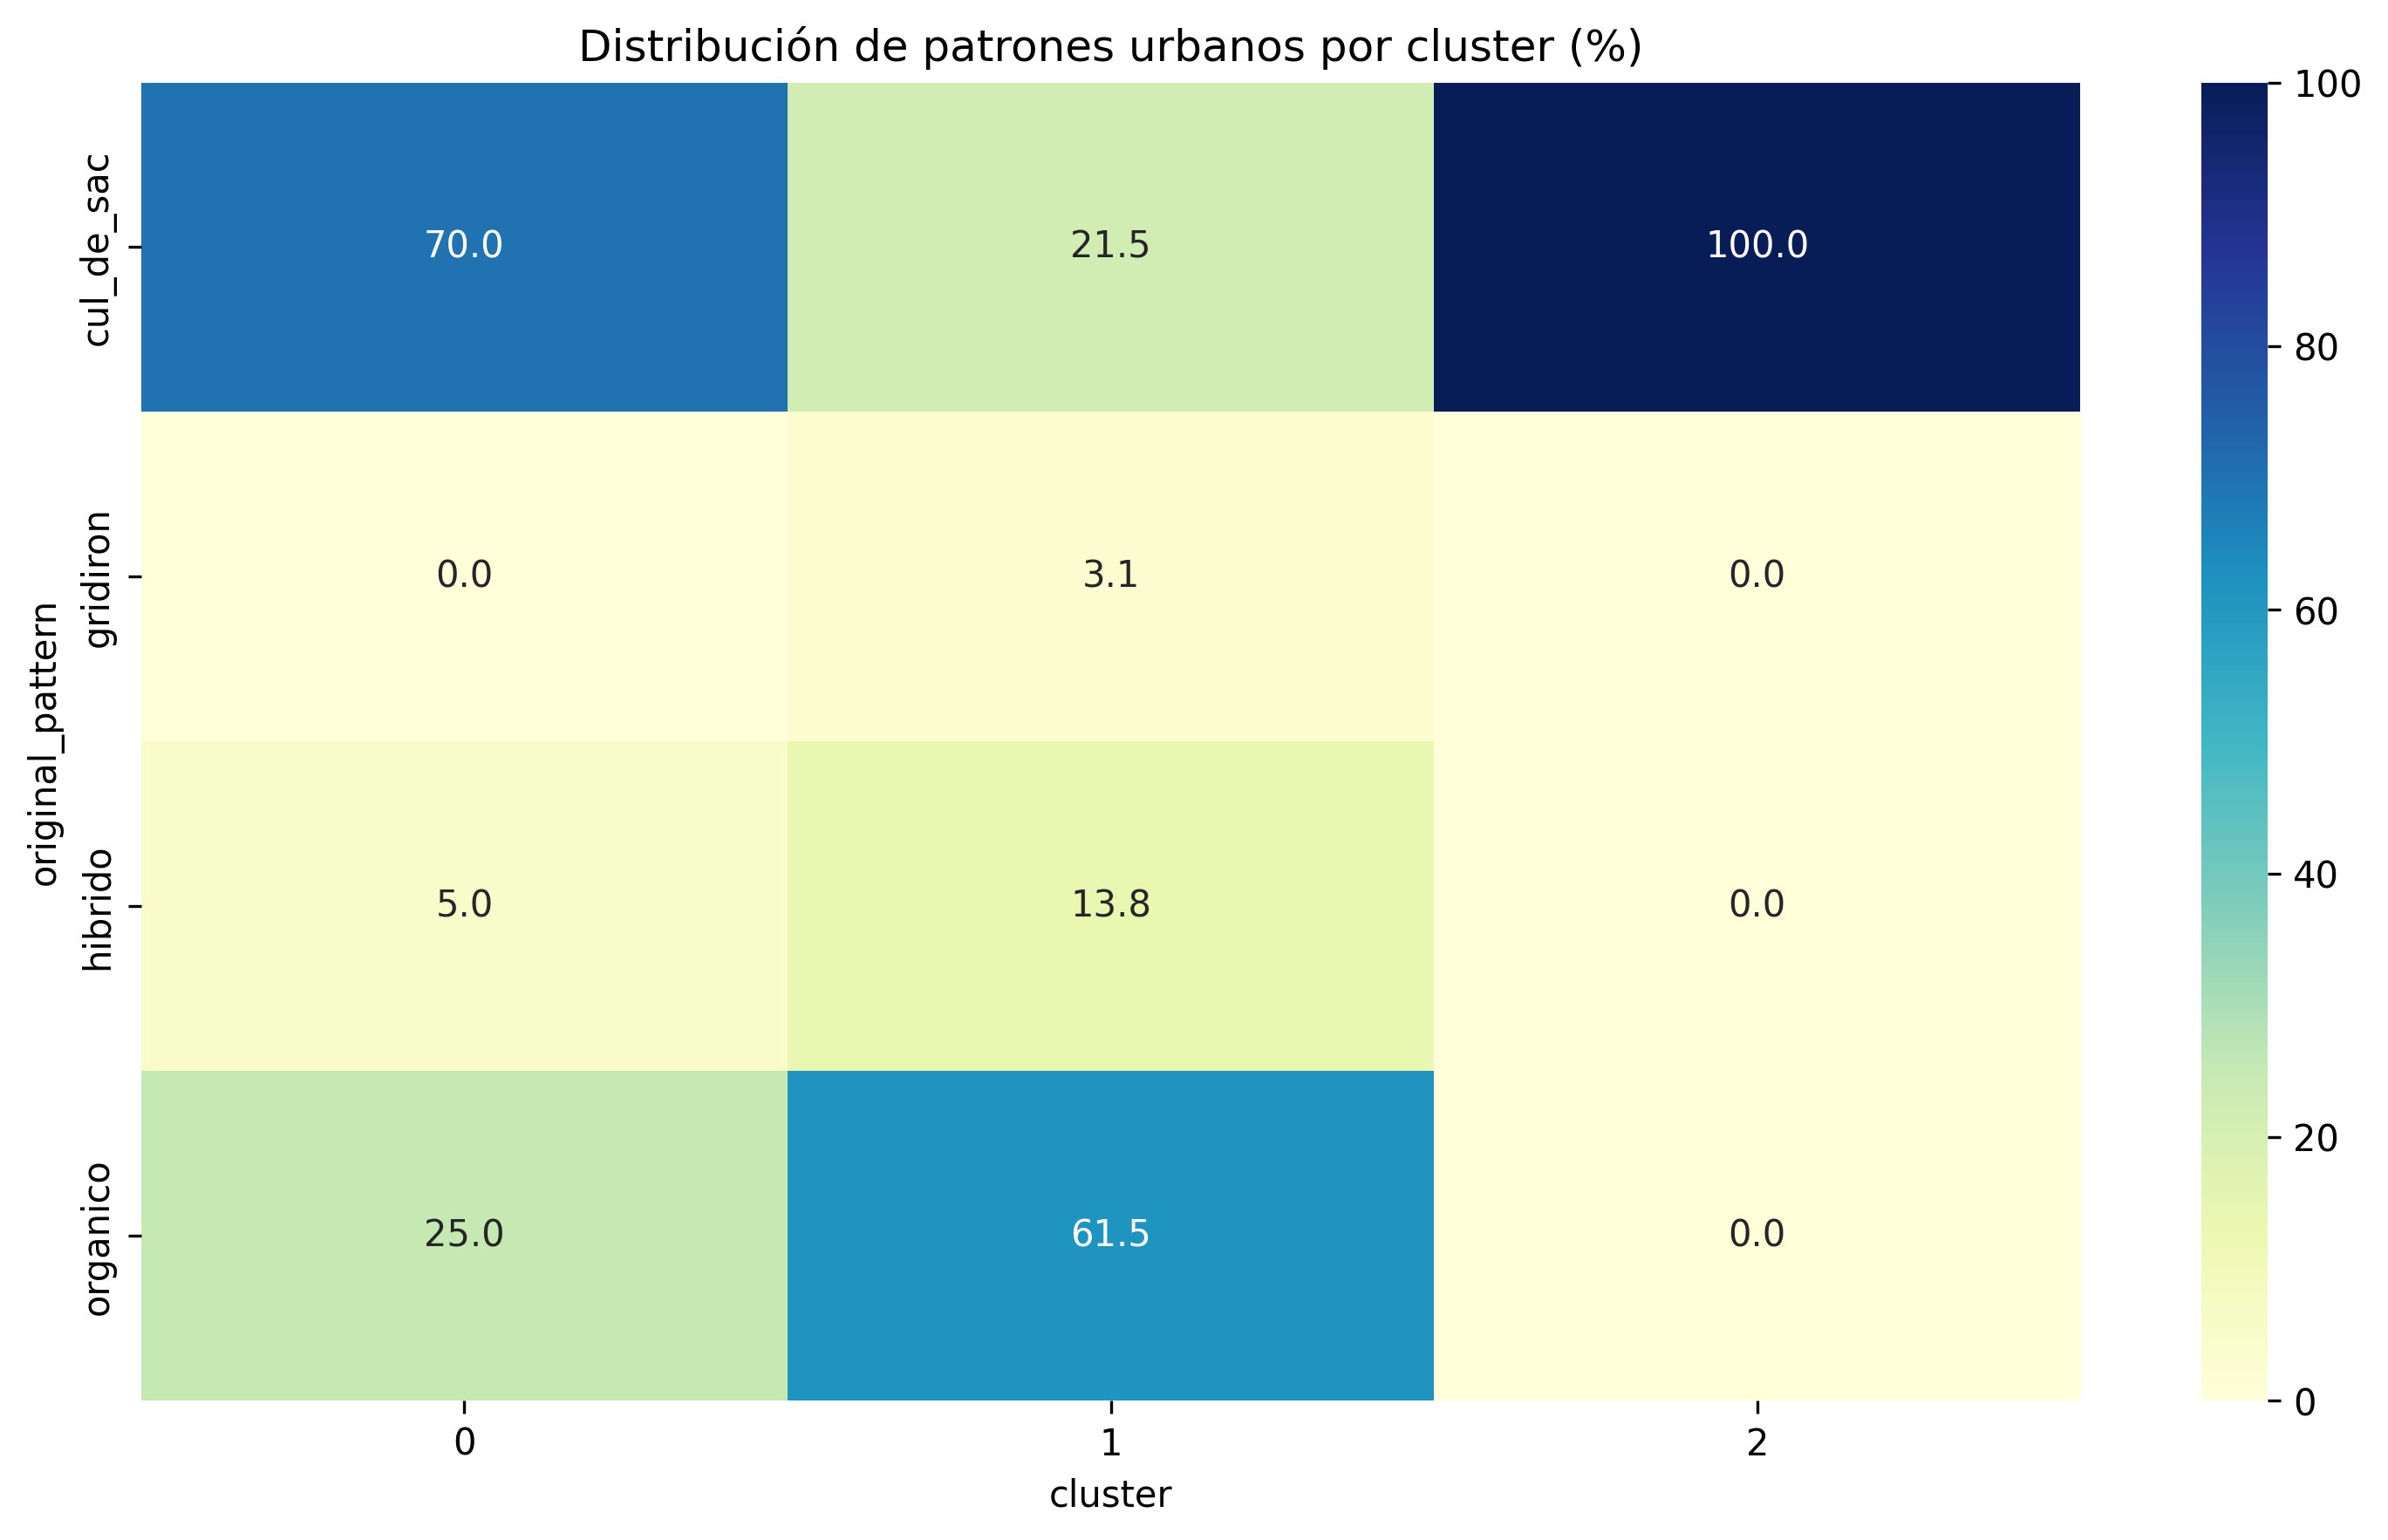 Distribución de patrones urbanos por cluster (%)
original_pattern
cul_de_sac
70.0 21.5 100.0
gridiron
0.0 3.1 0.0
hibrido
5.0 13.8 0.0
organico
25.0 61.5 0.0
0 1 2
cluster
100
80
60
40
20
0